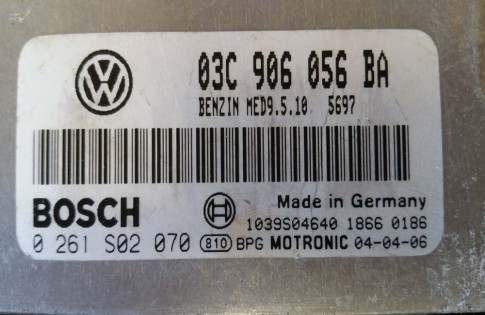 03C 906 056 BA
BENZIN MED9.5.10 5697
BOSCH
Made in Germany
1039S04640 1866 0186
0 261 S02 070 810 BPG MOTRONIC 04-04-06